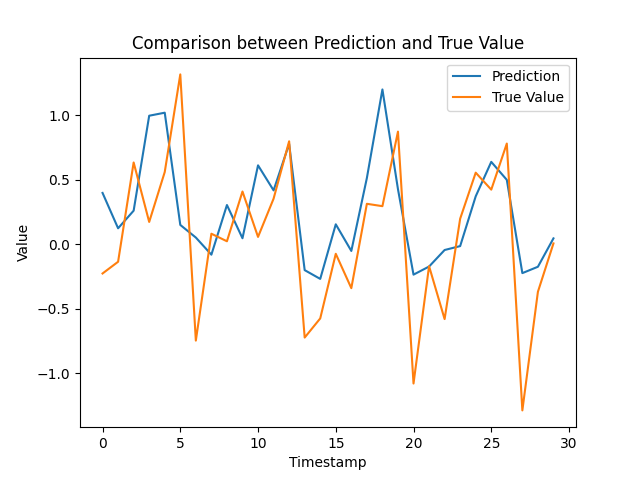 Comparison between Prediction and True Value
Prediction
True Value
1.0
0.5
0.0
−0.5
−1.0
Value
0 5 10 15 20 25 30
Timestamp